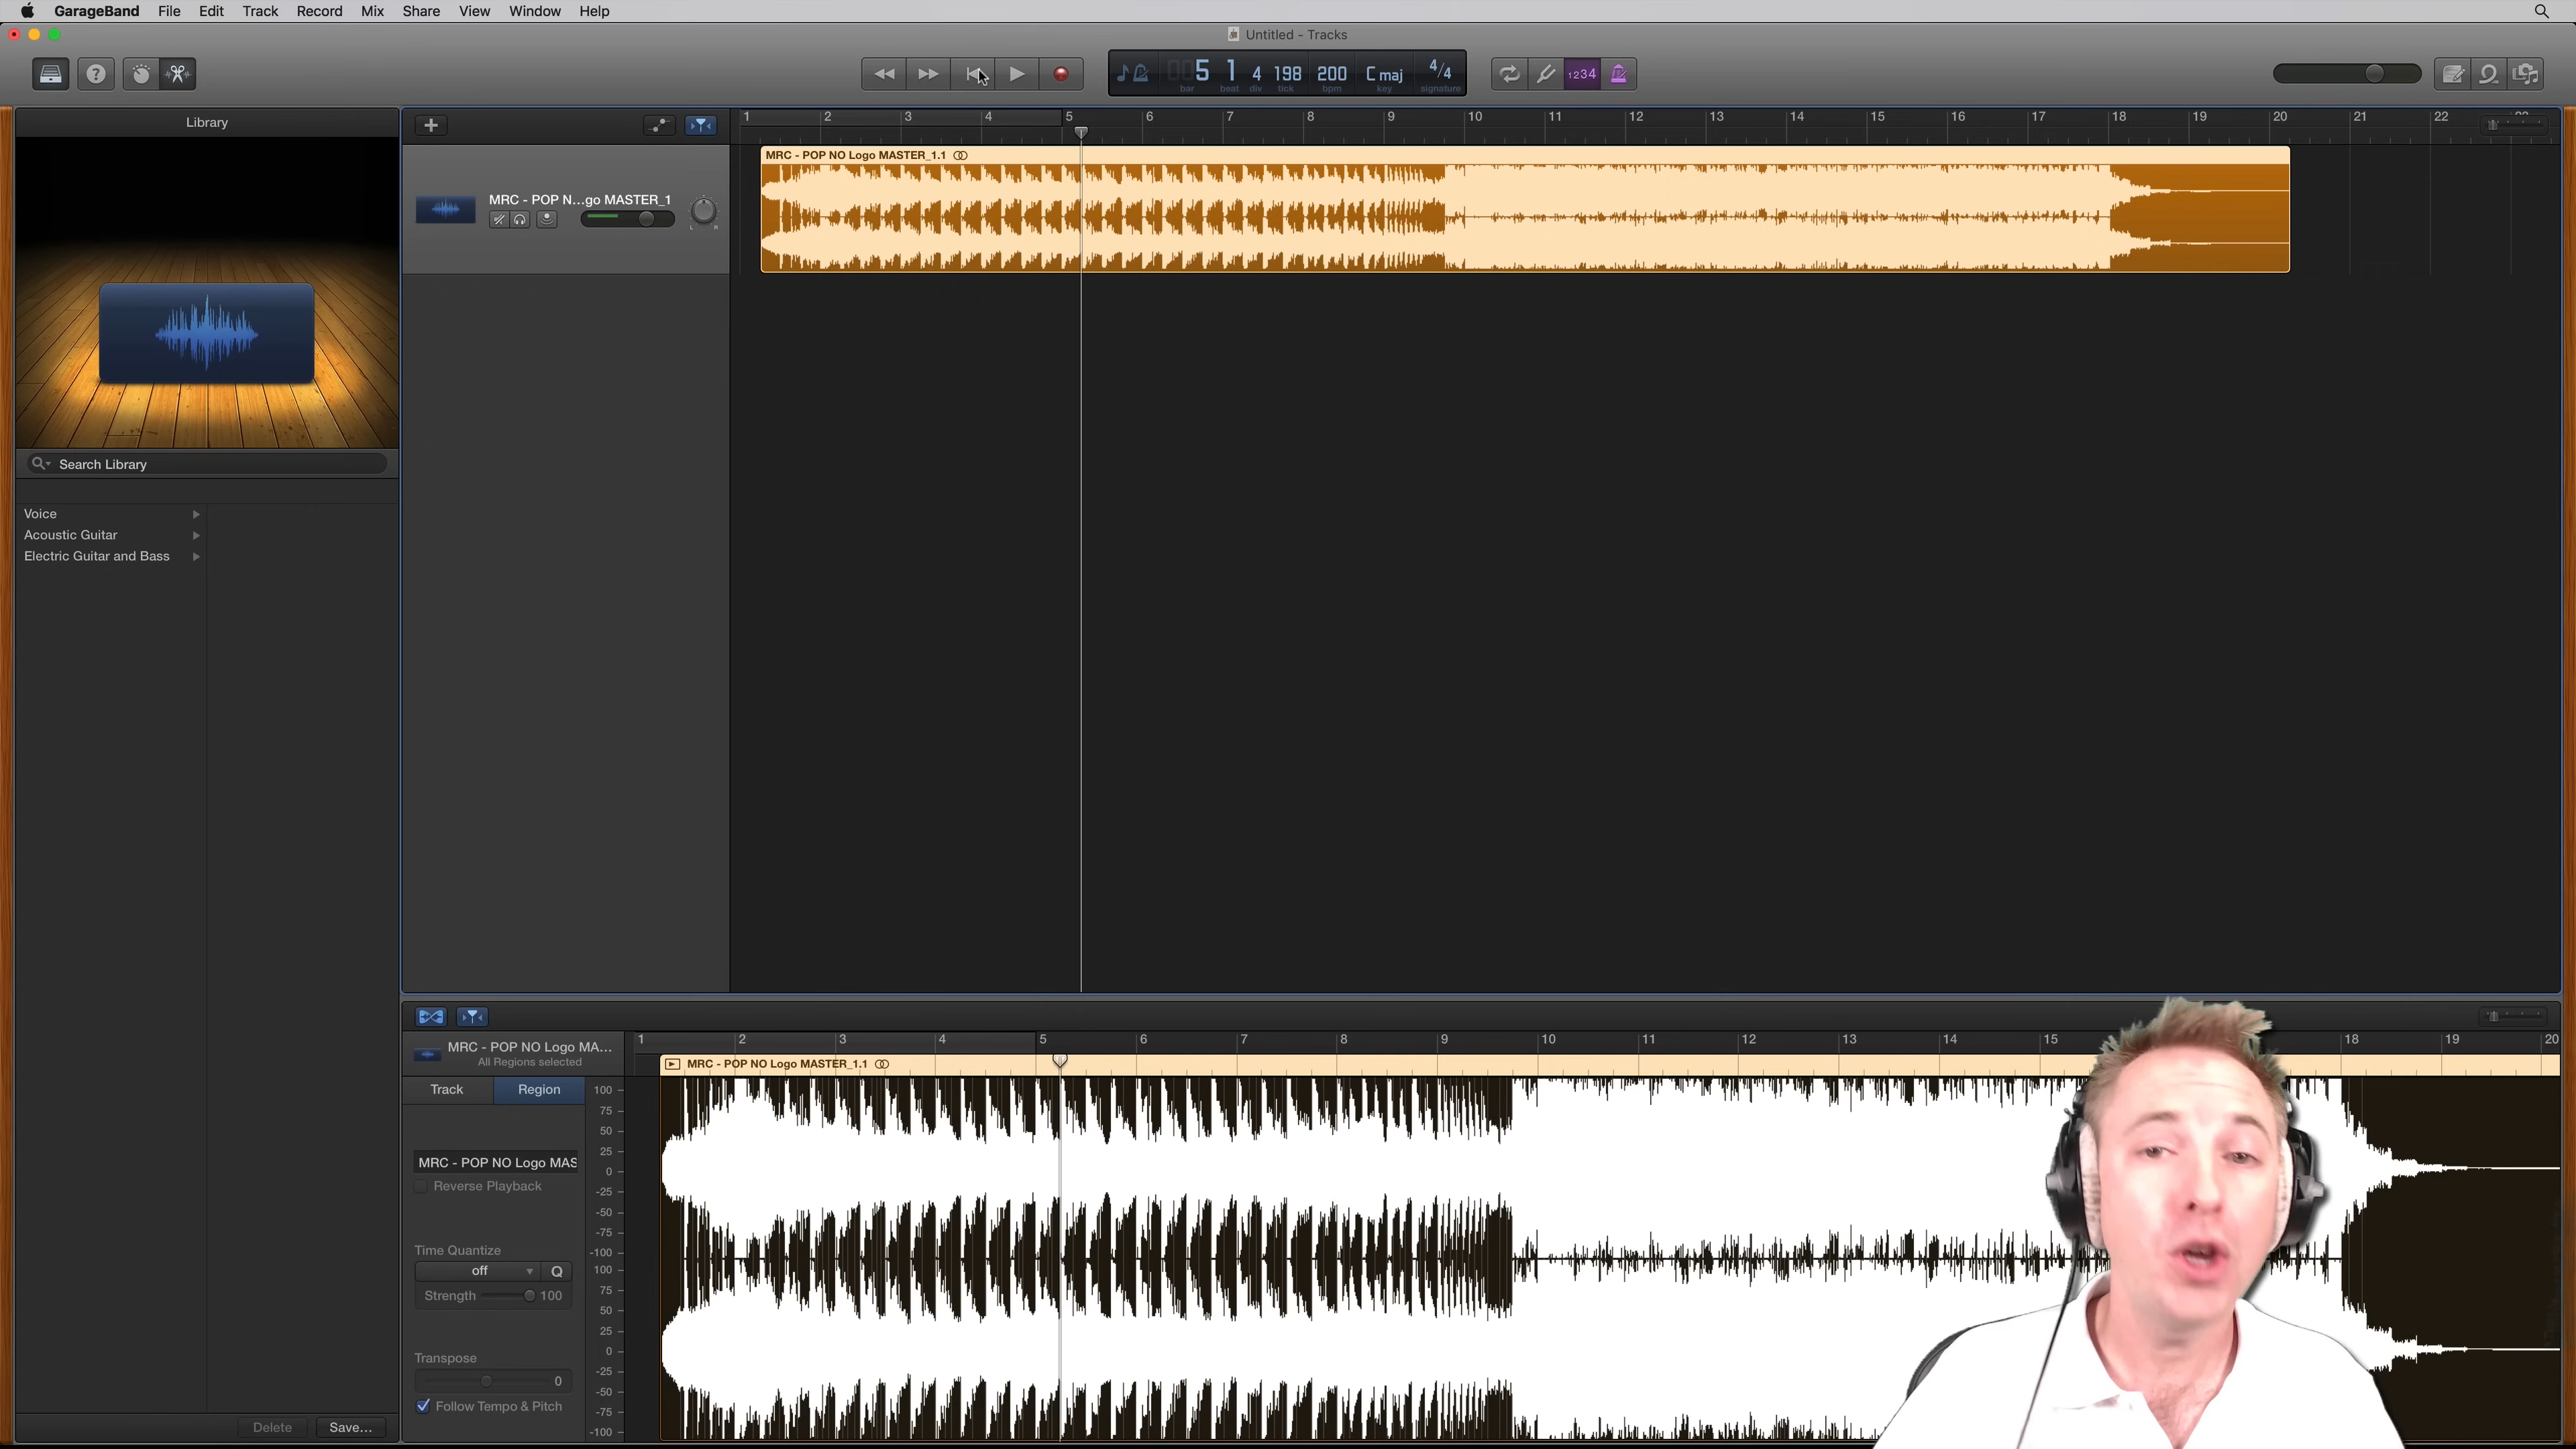 GarageBand File Edit Track Record Mix Share View Window Help
Untitled - Tracks
5 1 4 198 200 C maj 4/4
bar beat div tick bpm key signature
1234
Library
1 2 3 4 5 6 7 8 9 10 11 12 13 14 15 16 17 18 19 20 21 22
MRC - POP NO Logo MASTER_1.1
MRC - POP N...go MASTER_1
L R
Search Library
Voice
Acoustic Guitar
Electric Guitar and Bass
1 2 3 4 5 6 7 8 9 10 11 12 13 14 15 18 19 20
MRC - POP NO Logo MA...
All Regions selected
MRC - POP NO Logo MASTER_1.1
Track Region
MRC - POP NO Logo MAS
Reverse Playback
Time Quantize
off Q
Strength 100
Transpose
0
Follow Tempo & Pitch
100
75
50
25
0
-25
-50
-75
-100
100
75
50
25
0
-25
-50
-75
-100
Delete Save...